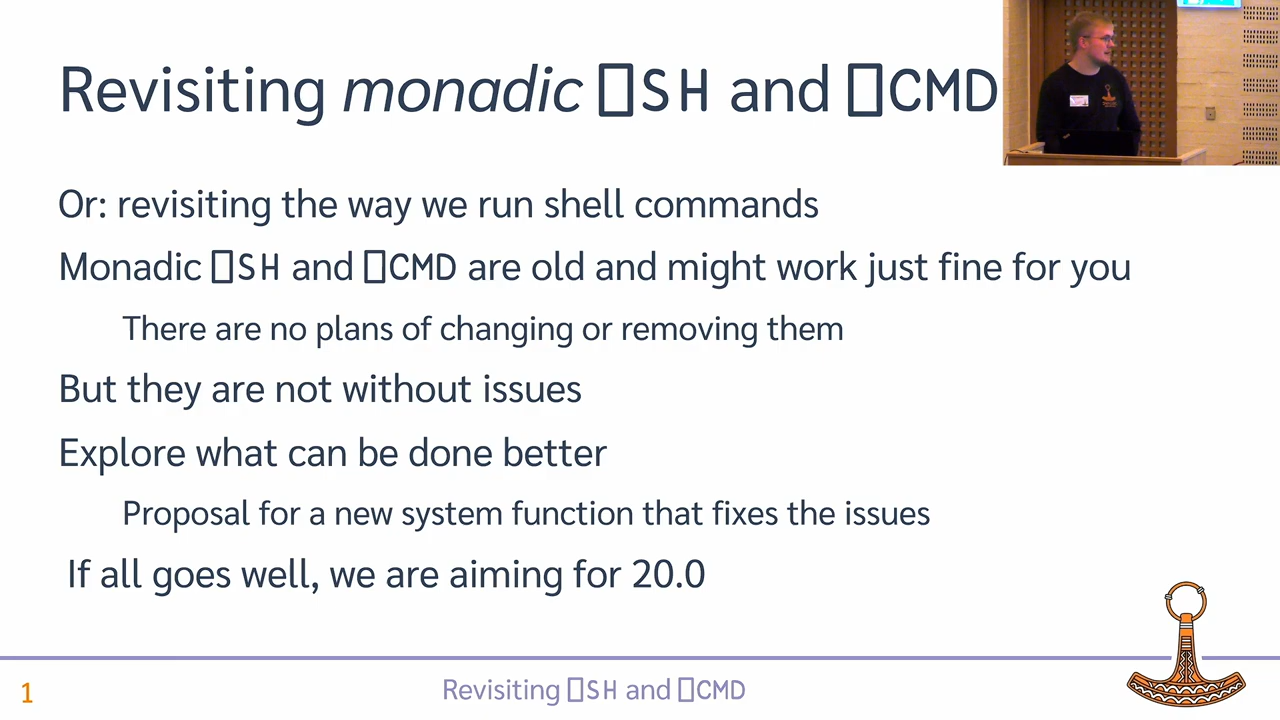 Revisiting monadic ⎕SH and ⎕CMD
Or: revisiting the way we run shell commands
Monadic ⎕SH and ⎕CMD are old and might work just fine for you
There are no plans of changing or removing them
But they are not without issues
Explore what can be done better
Proposal for a new system function that fixes the issues
If all goes well, we are aiming for 20.0
1
Revisiting ⎕SH and ⎕CMD